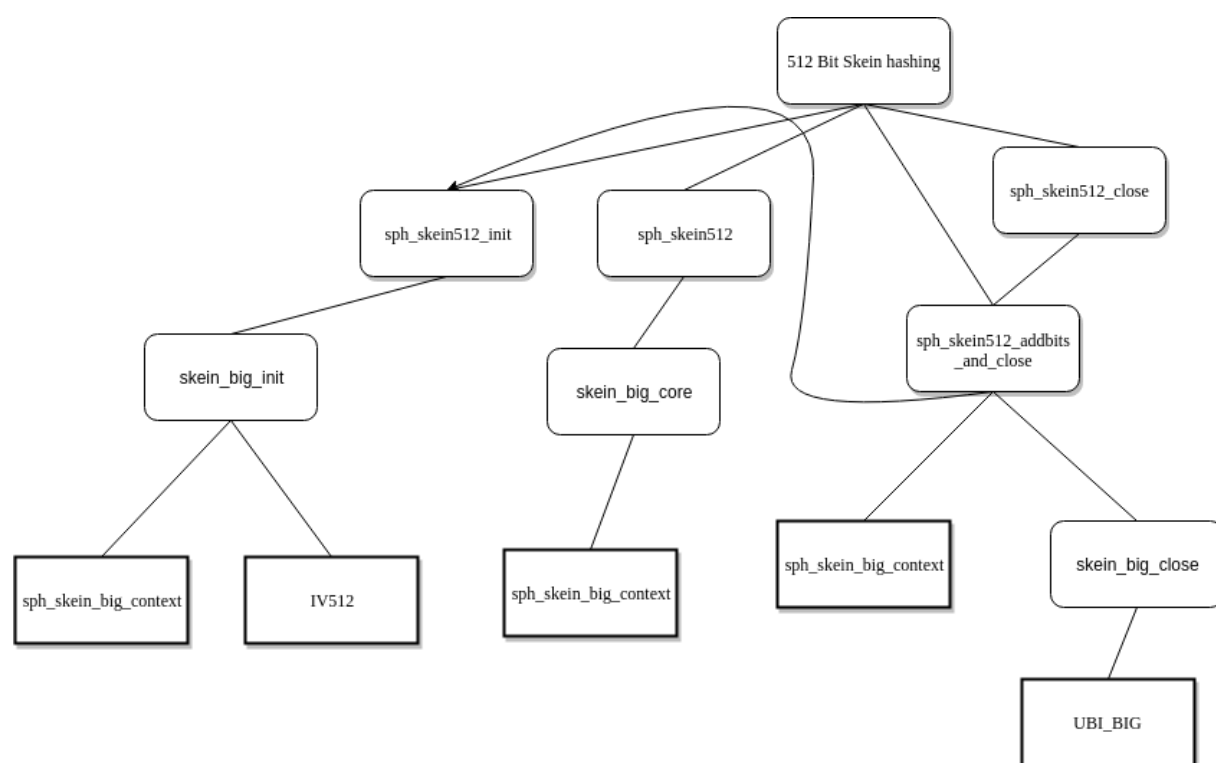 512 Bit Skein hashing
sph_skein512_close
sph_skein512_init
sph_skein512
sph_skein512_addbits
_and_close
skein_big_init
skein_big_core
sph_skein_big_context
IV512
sph_skein_big_context
sph_skein_big_context
skein_big_close
UBI_BIG